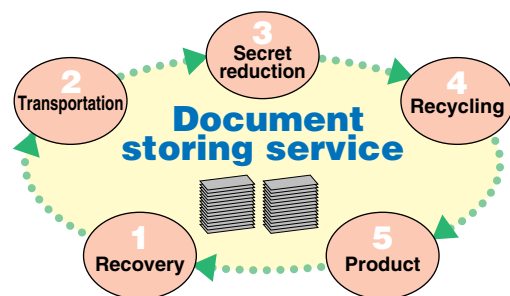 3
Secret
reduction
2
Transportation
4
Recycling
Document
storing service
1
Recovery
5
Product